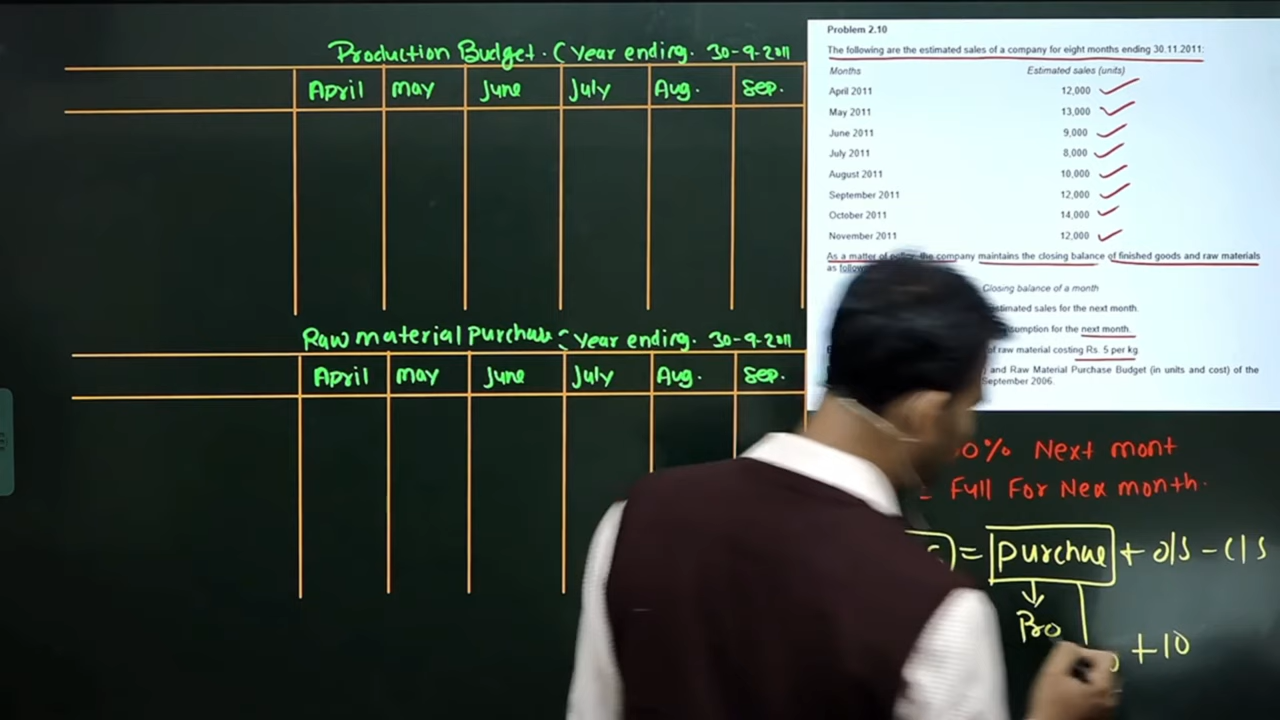 Production Budget. (Year ending. 30-9-2011
April May June July Aug. Sep.
Raw material purchase: Year ending. 30-9-2011
April May June July Aug. Sep.
Problem 2.10
The following are the estimated sales of a company for eight months ending 30.11.2011:
Months Estimated sales (units)
April 2011 12,000
May 2011 13,000
June 2011 9,000
July 2011 8,000
August 2011 10,000
September 2011 12,000
October 2011 14,000
November 2011 12,000
As a matter of the company maintains the closing balance of finished goods and raw materials
as
Closing balance of a month
sales for the next month.
for the next month.
of raw material costing Rs. 5 per kg
and Raw Material Purchase Budget (in units and cost) of the
September 2006.
0% Next mont
= Full For Nex month.
= purchae + o/s - C/s
Pro
+10